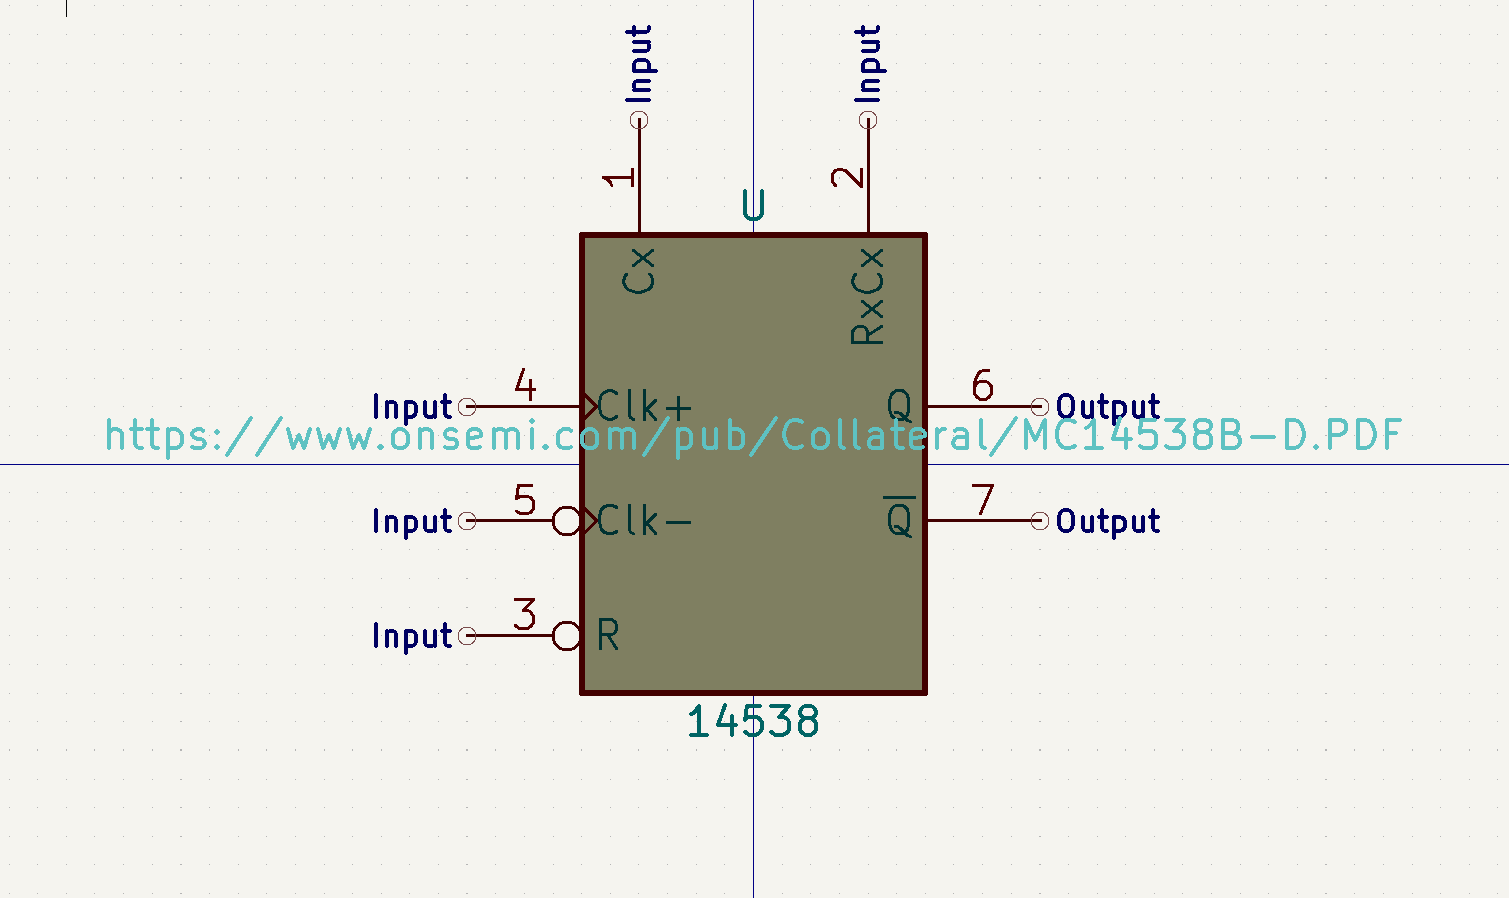 Input Input
1 2
U
Cx RxCx
4 6
Input Clk+ Q Output
https://www.onsemi.com/pub/Collateral/MC14538B-D.PDF
5 7
Input Clk- Q̅ Output
3
Input R
14538